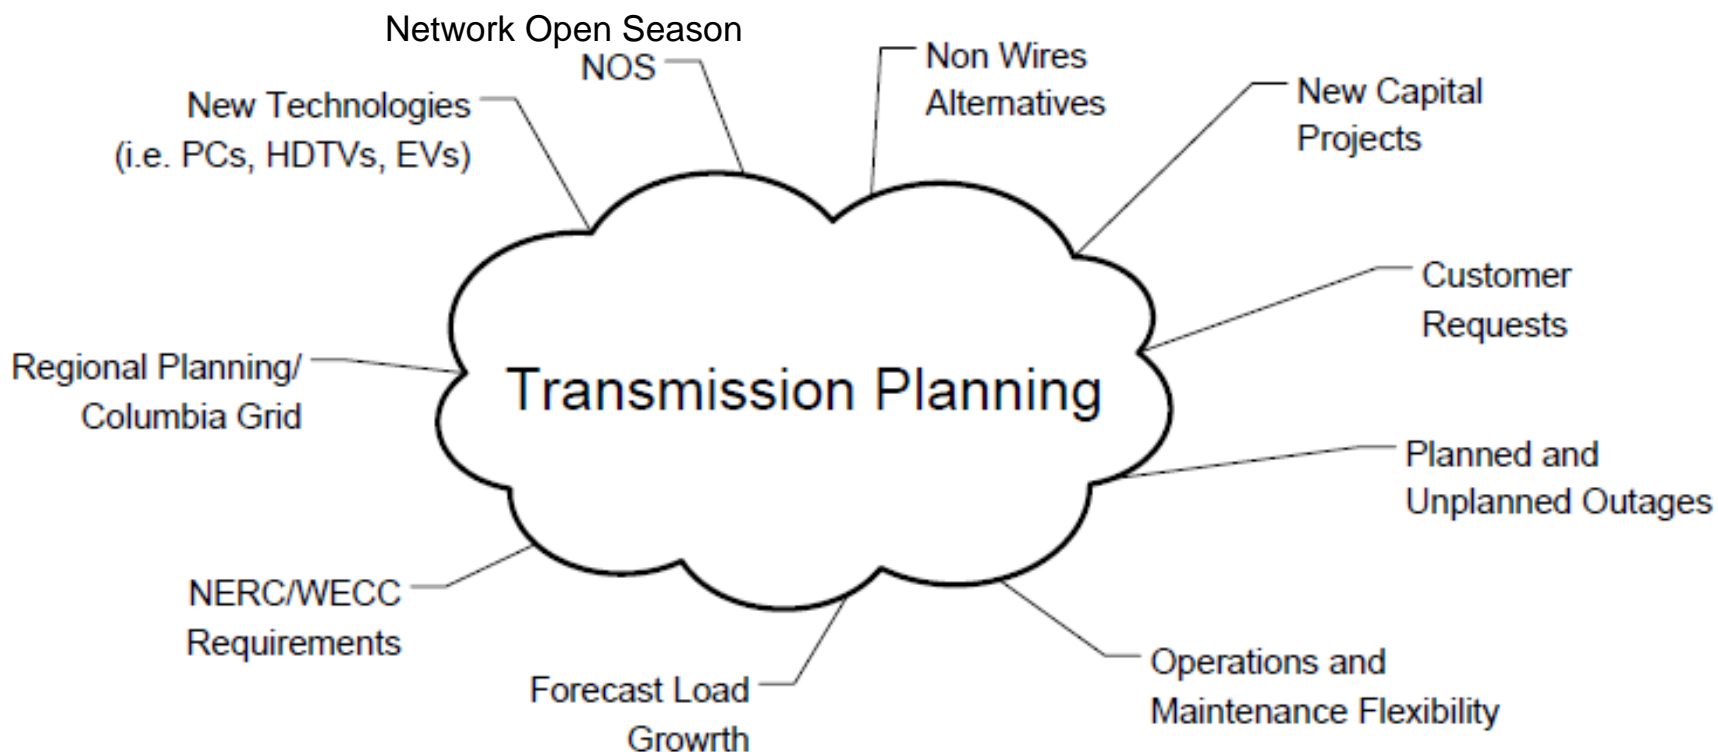 Network Open Season
NOS
Non Wires
Alternatives
New Capital
Projects
New Technologies
(i.e. PCs, HDTVs, EVs)
Customer
Requests
Regional Planning/
Columbia Grid
Transmission Planning
Planned and
Unplanned Outages
NERC/WECC
Requirements
Operations and
Maintenance Flexibility
Forecast Load
Growrth